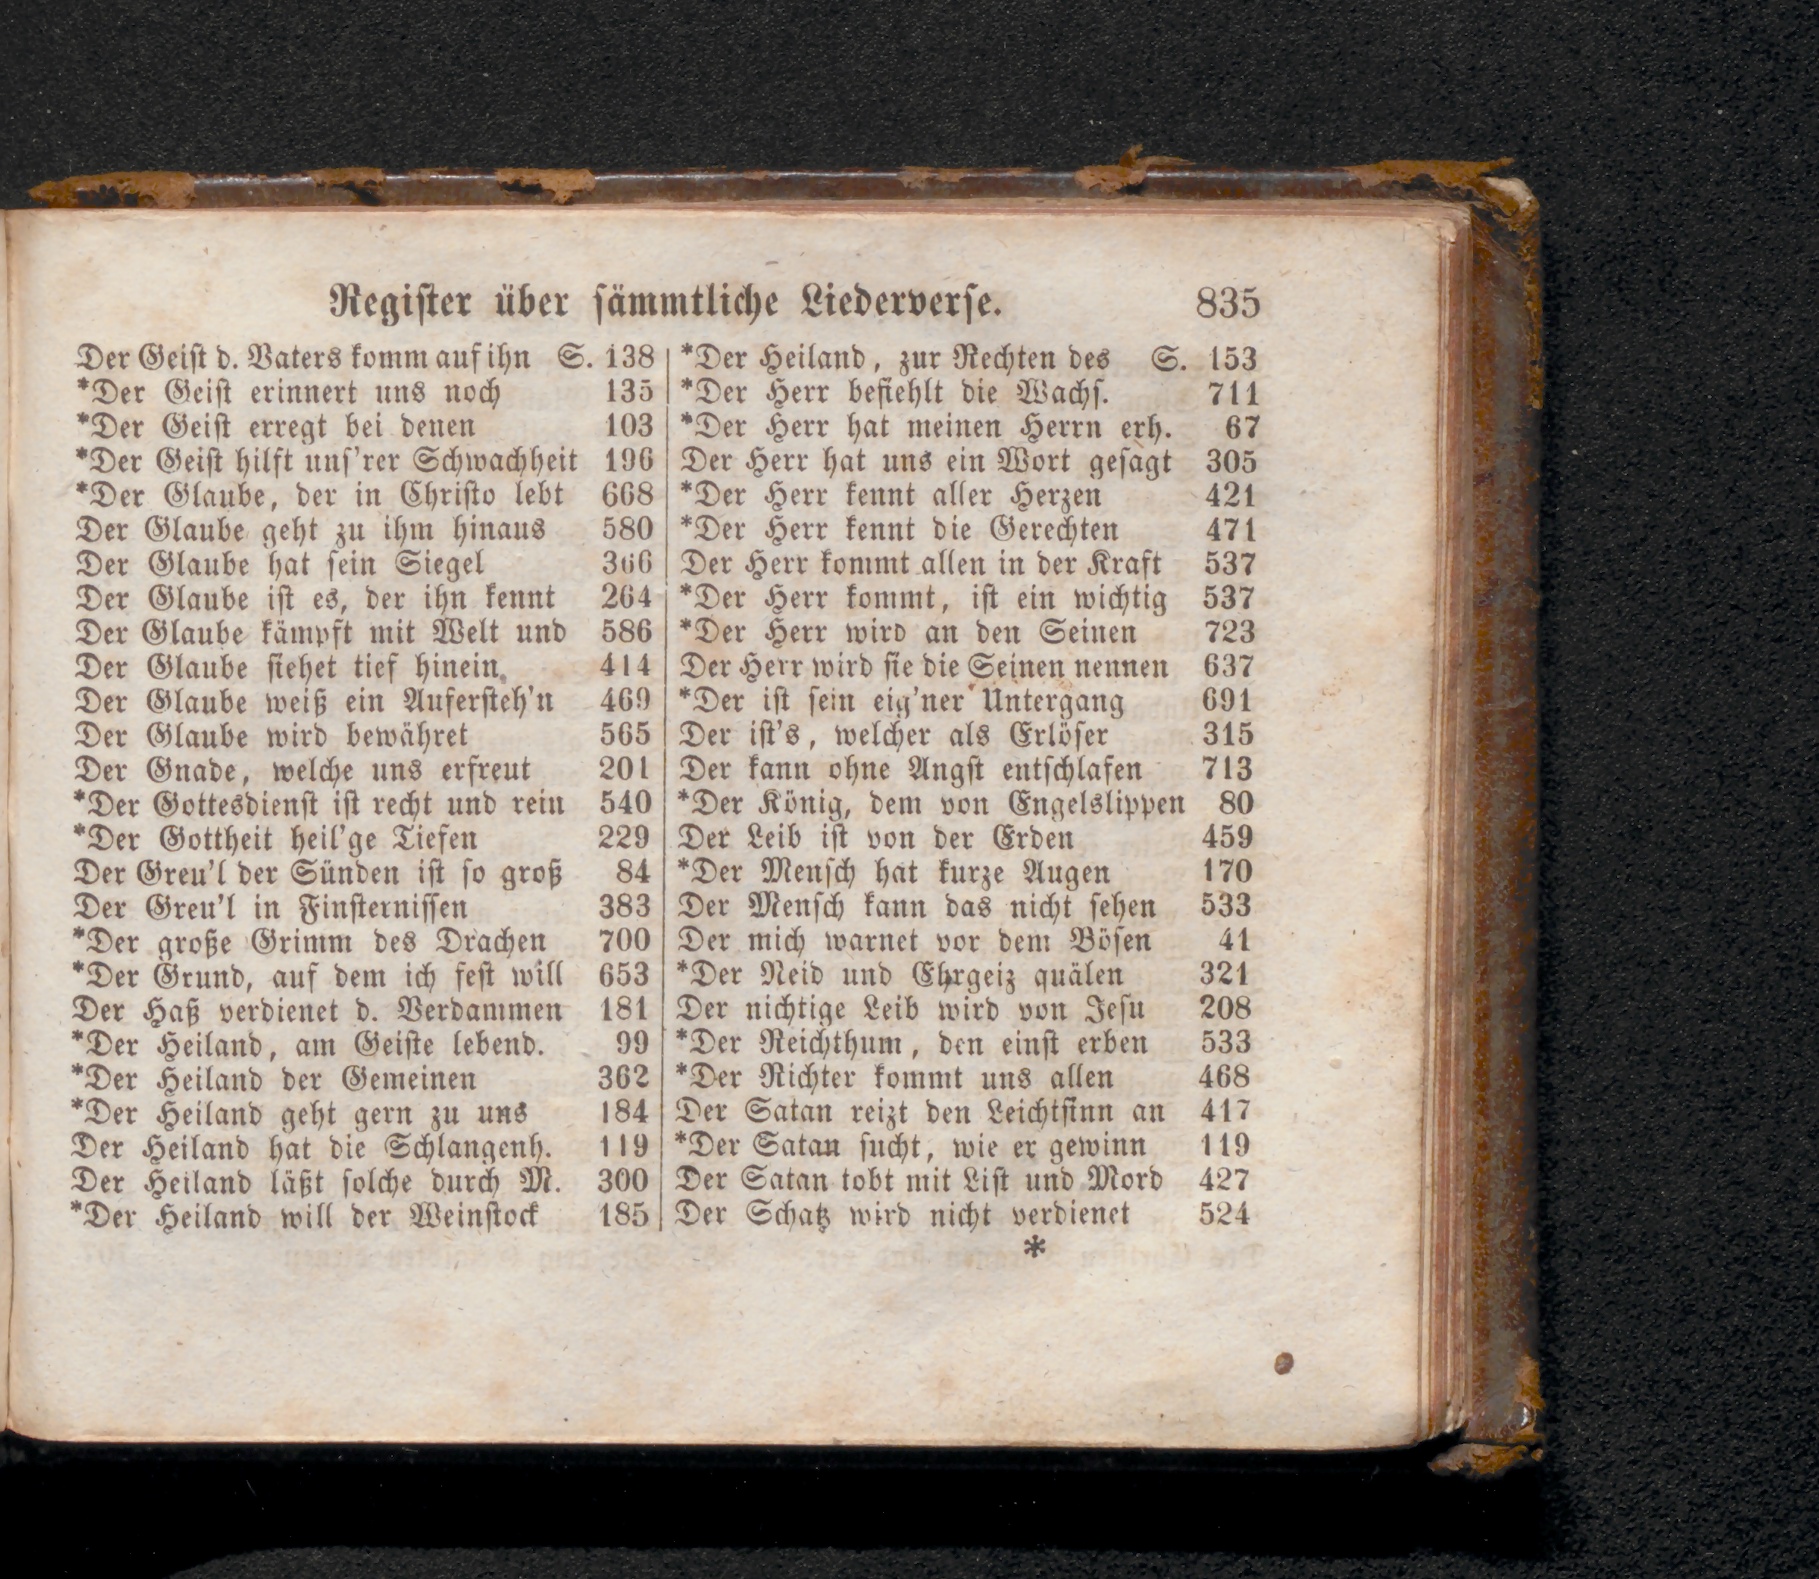 Register über sämmtliche Liederverse. 835
Der Geist d. Vaters komm auf ihn S. 138
*Der Geist erinnert uns noch 135
*Der Geist erregt bei denen 103
*Der Geist hilft uns'rer Schwachheit 196
*Der Glaube, der in Christo lebt 668
Der Glaube geht zu ihm hinaus 580
Der Glaube hat sein Siegel 366
Der Glaube ist es, der ihn kennt 264
Der Glaube kämpft mit Welt und 586
Der Glaube siehet tief hinein. 414
Der Glaube weiß ein Aufersteh'n 469
Der Glaube wird bewähret 565
Der Gnade, welche uns erfreut 201
*Der Gottesdienst ist recht und rein 540
*Der Gottheit heil'ge Tiefen 229
Der Greu'l der Sünden ist so groß 84
Der Greu'l in Finsternissen 383
*Der große Grimm des Drachen 700
*Der Grund, auf dem ich fest will 653
Der Haß verdienet d. Verdammen 181
*Der Heiland, am Geiste lebend. 99
*Der Heiland der Gemeinen 362
*Der Heiland geht gern zu uns 184
Der Heiland hat die Schlangenh. 119
Der Heiland läßt solche durch M. 300
*Der Heiland will der Weinstock 185
*Der Heiland, zur Rechten des S. 153
*Der Herr befiehlt die Wachs. 711
*Der Herr hat meinen Herrn erh. 67
Der Herr hat uns ein Wort gesagt 305
*Der Herr kennt aller Herzen 421
*Der Herr kennt die Gerechten 471
Der Herr kommt allen in der Kraft 537
*Der Herr kommt, ist ein wichtig 537
*Der Herr wird an den Seinen 723
Der Herr wird sie die Seinen nennen 637
*Der ist sein eig'ner Untergang 691
Der ist's, welcher als Erlöser 315
Der kann ohne Angst entschlafen 713
*Der König, dem von Engelslippen 80
Der Leib ist von der Erden 459
*Der Mensch hat kurze Augen 170
Der Mensch kann das nicht sehen 533
Der mich warnet vor dem Bösen 41
*Der Neid und Ehrgeiz quälen 321
Der nichtige Leib wird von Jesu 208
*Der Reichthum, den einst erben 533
*Der Richter kommt uns allen 468
Der Satan reizt den Leichtsinn an 417
*Der Satan sucht, wie er gewinn 119
Der Satan tobt mit List und Mord 427
Der Schatz wird nicht verdienet 524
*